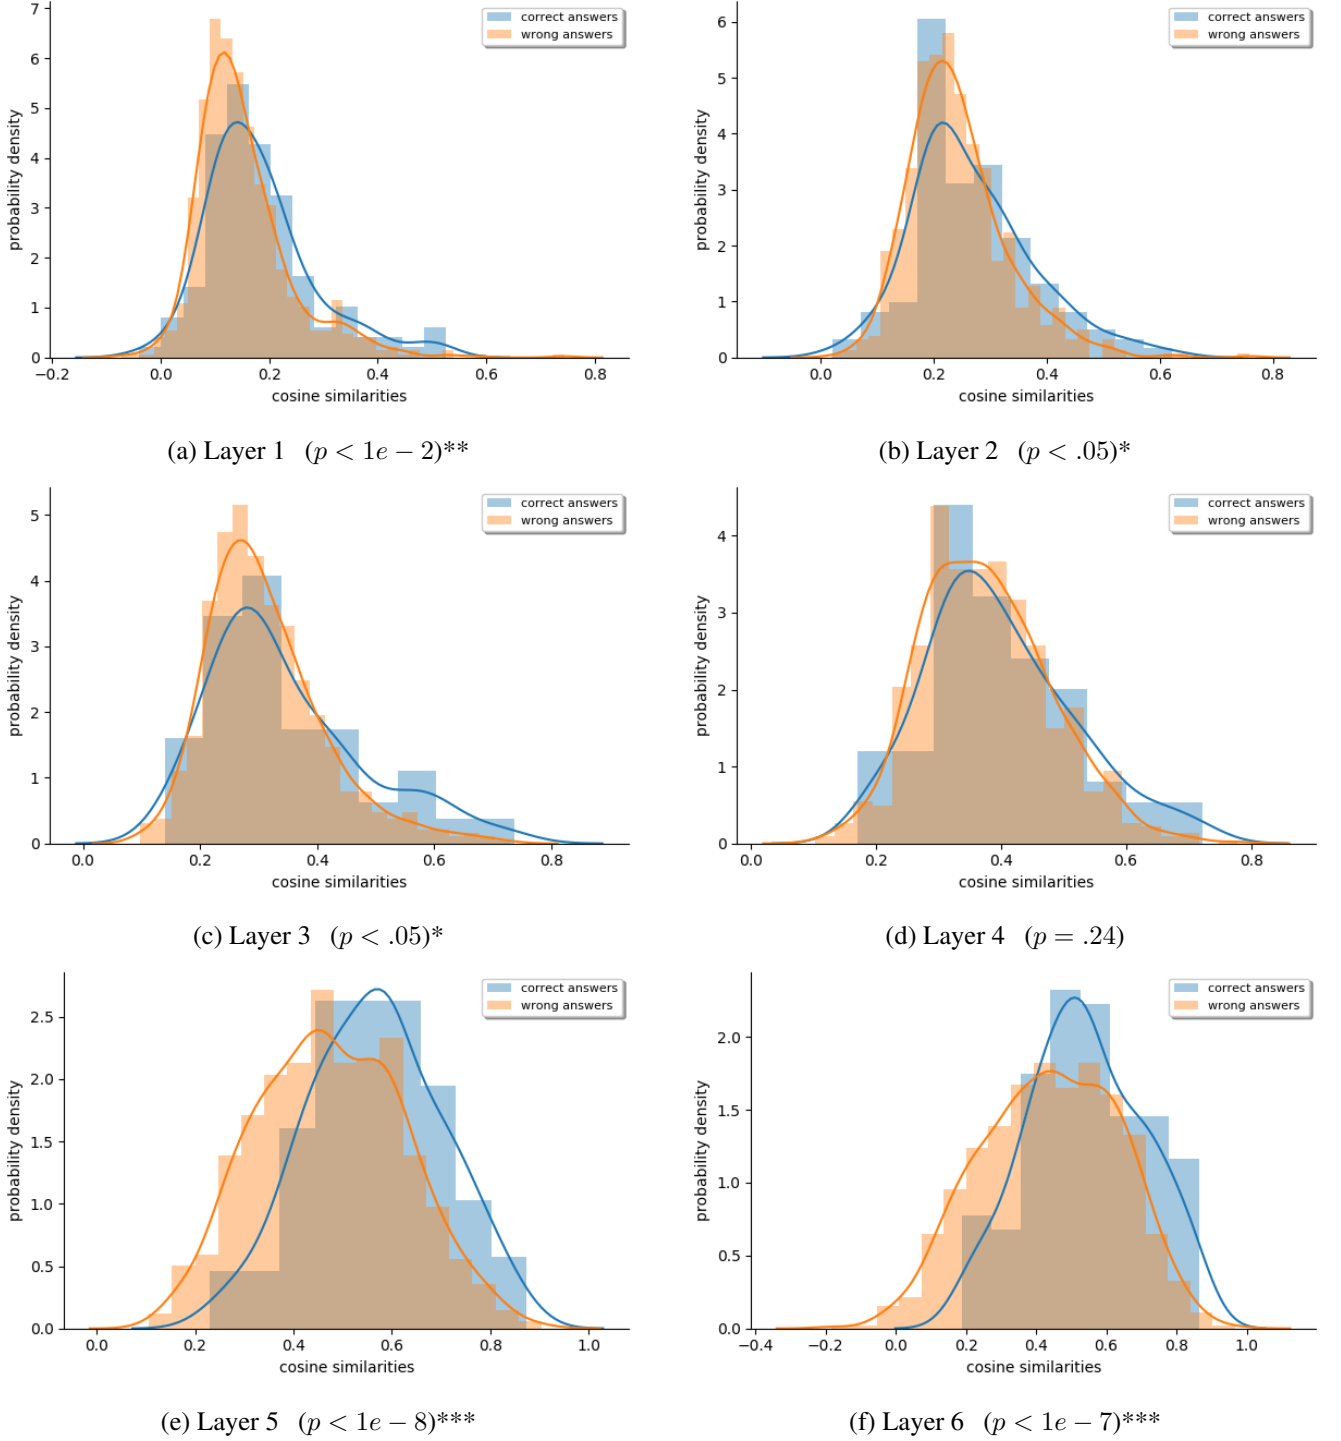 7
6
5
4
3
2
1
0
probability density
correct answers
wrong answers
−0.2 0.0 0.2 0.4 0.6 0.8
cosine similarities
(a) Layer 1 (p < 1e − 2)**
6
5
4
3
2
1
0
probability density
correct answers
wrong answers
0.0 0.2 0.4 0.6 0.8
cosine similarities
(b) Layer 2 (p < .05)*
5
4
3
2
1
0
probability density
correct answers
wrong answers
0.0 0.2 0.4 0.6 0.8
cosine similarities
(c) Layer 3 (p < .05)*
4
3
2
1
0
probability density
correct answers
wrong answers
0.0 0.2 0.4 0.6 0.8
cosine similarities
(d) Layer 4 (p = .24)
2.5
2.0
1.5
1.0
0.5
0.0
probability density
correct answers
wrong answers
0.0 0.2 0.4 0.6 0.8 1.0
cosine similarities
(e) Layer 5 (p < 1e − 8)***
2.0
1.5
1.0
0.5
0.0
probability density
correct answers
wrong answers
−0.4 −0.2 0.0 0.2 0.4 0.6 0.8 1.0
cosine similarities
(f) Layer 6 (p < 1e − 7)***